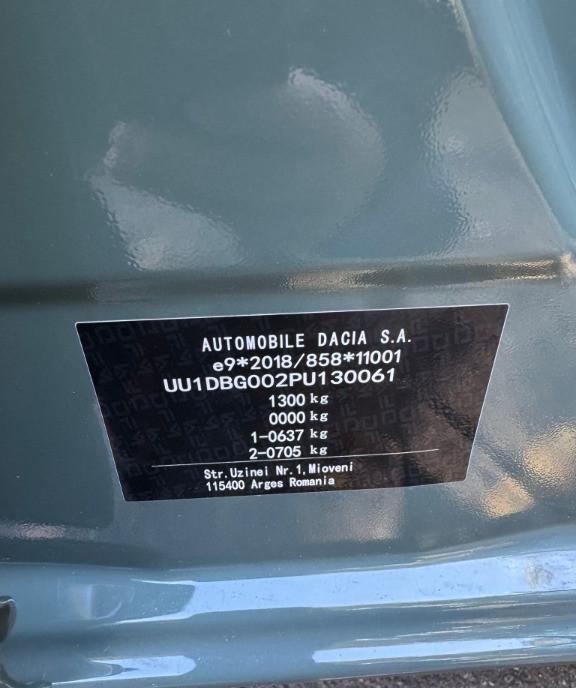 AUTOMOBILE DACIA S.A.
e9*2018/858*11001
UU1DBG002PU130061
1300 kg
0000 kg
1-0637 kg
2-0705 kg
Str.Uzinei Nr.1,Mioveni
115400 Arges Romania